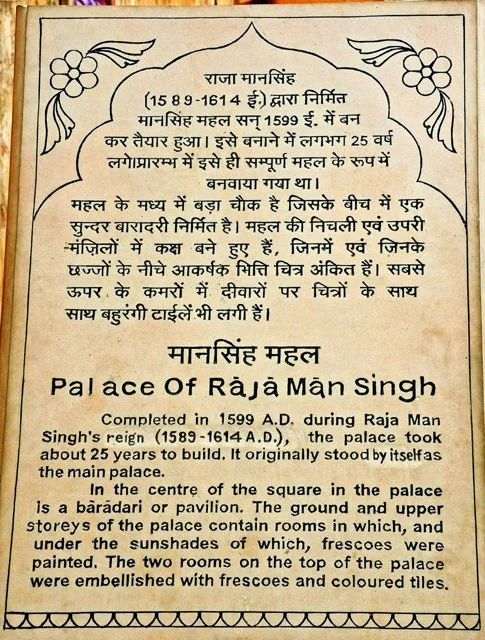 राजा मानसिंह
(1589-1614 ई.) द्वारा निर्मित
मानसिंह महल सन् 1599 ई. में बन
कर तैयार हुआ। इसे बनाने में लगभग 25 वर्ष
लगे।प्रारम्भ में इसे ही सम्पूर्ण महल के रूप में
बनवाया गया था।
महल के मध्य में बड़ा चौक है जिसके बीच में एक
सुन्दर बारादरी निर्मित है। महल की निचली एवं उपरी
मंज़िलों में कक्ष बने हुए हैं, जिनमें एवं जिनके
छज्जों के नीचे आकर्षक भित्ति चित्र अंकित हैं। सबसे
ऊपर के कमरों में दीवारों पर चित्रों के साथ
साथ बहुरंगी टाईलें भी लगी हैं।
मानसिंह महल
Palace Of Rājā Mān Singh
Completed in 1599 A.D. during Raja Man
Singh's reign (1589-1614 A.D.), the palace took
about 25 years to build. It originally stood by itself as
the main palace.
In the centre of the square in the palace
is a bārādari or pavilion. The ground and upper
storeys of the palace contain rooms in which, and
under the sunshades of which, frescoes were
painted. The two rooms on the top of the palace
were embellished with frescoes and coloured tiles.